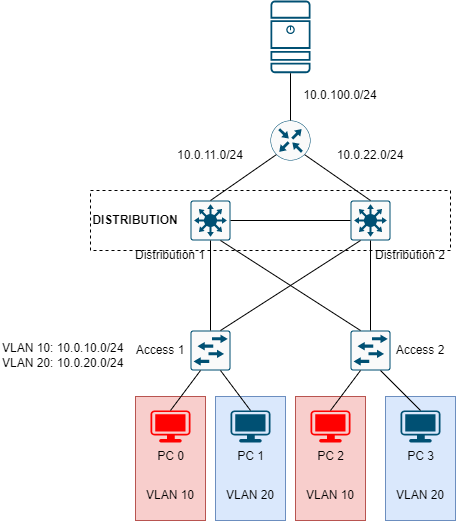 10.0.100.0/24
10.0.11.0/24
10.0.22.0/24
DISTRIBUTION
Distribution 1
Distribution 2
VLAN 10: 10.0.10.0/24
VLAN 20: 10.0.20.0/24
Access 1
Access 2
PC 0
PC 1
PC 2
PC 3
VLAN 10
VLAN 20
VLAN 10
VLAN 20